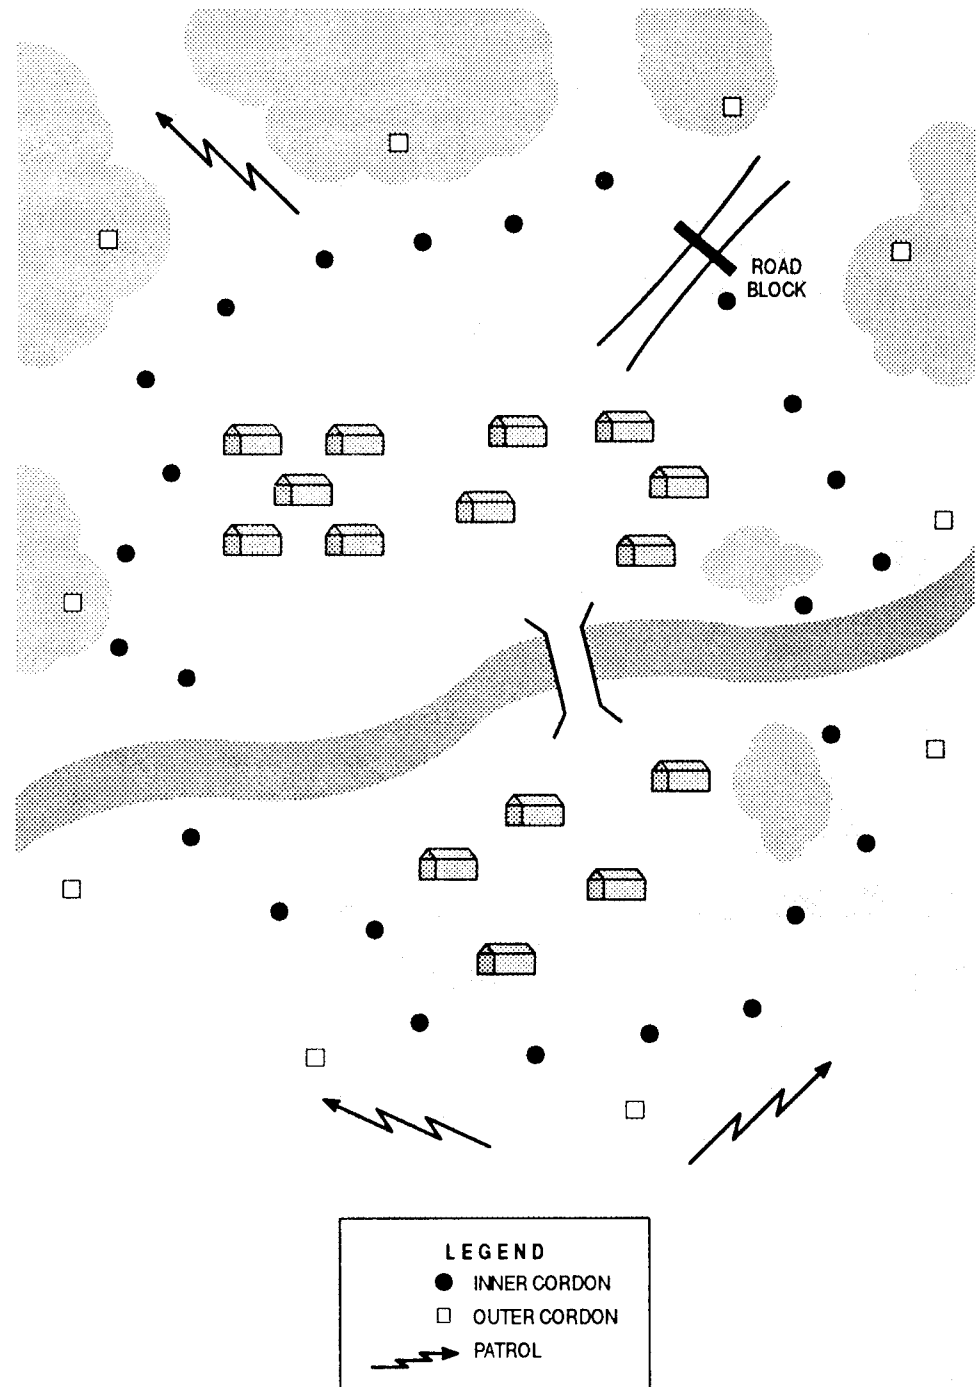 ROAD
BLOCK
LEGEND
INNER CORDON
OUTER CORDON
PATROL